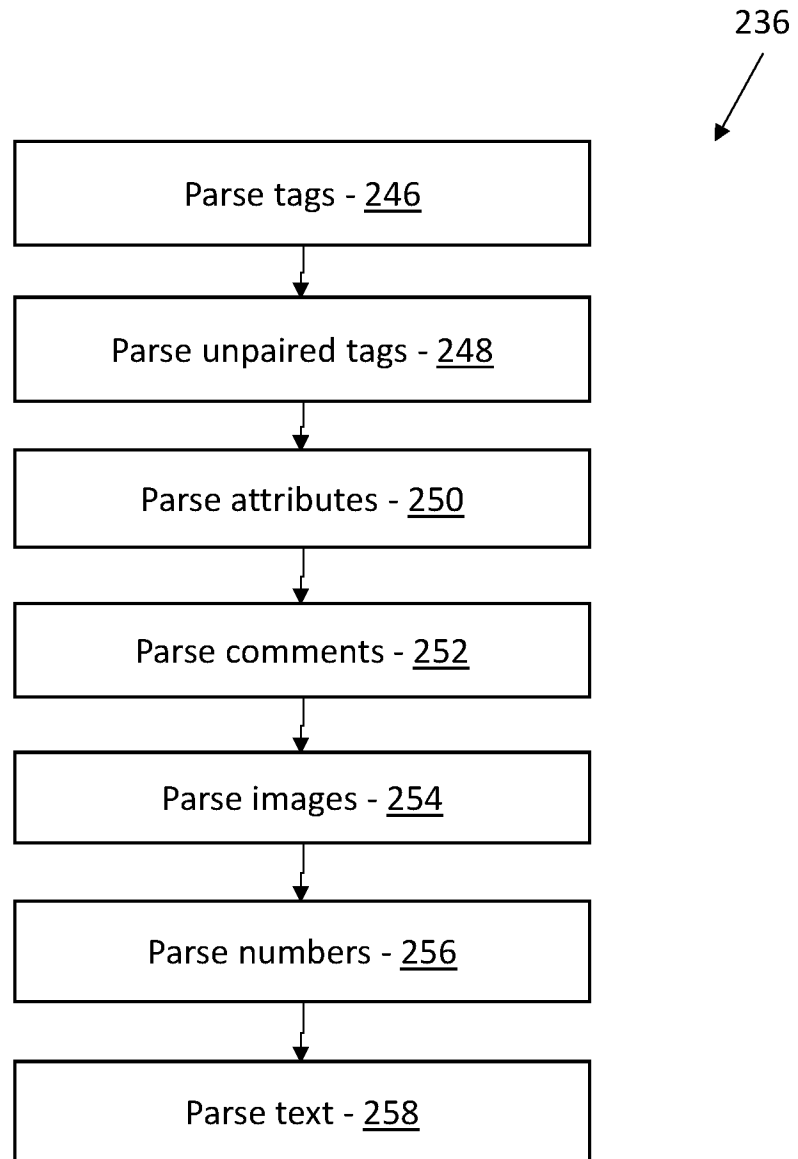 236
Parse tags - 246
Parse unpaired tags - 248
Parse attributes - 250
Parse comments - 252
Parse images - 254
Parse numbers - 256
Parse text - 258